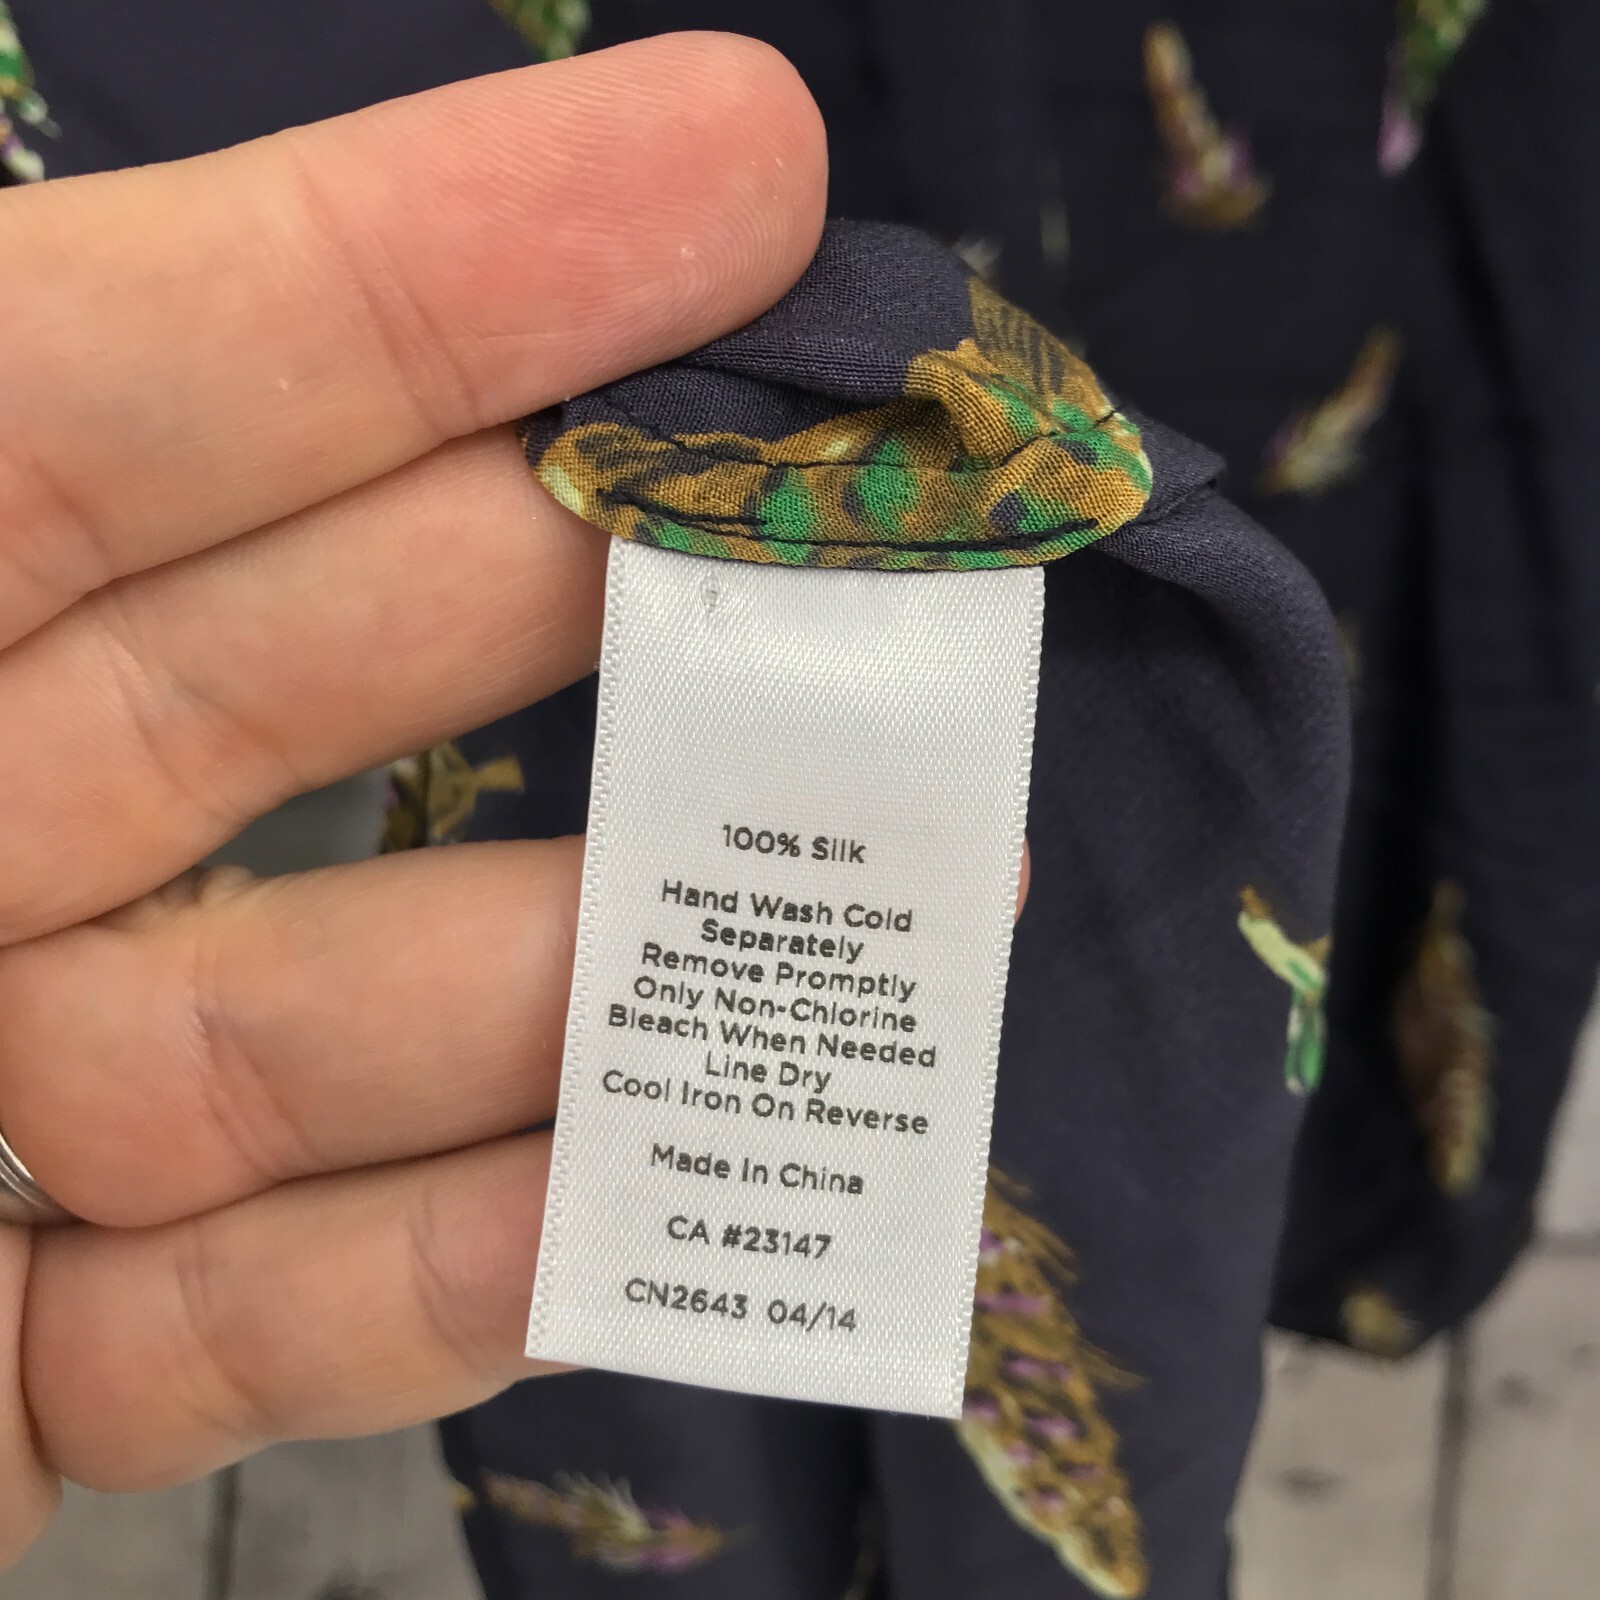 100% Silk
Hand Wash Cold
Separately
Remove Promptly
Only Non-Chlorine
Bleach When Needed
Line Dry
Cool Iron On Reverse
Made In China
CA #23147
CN2643 04/14